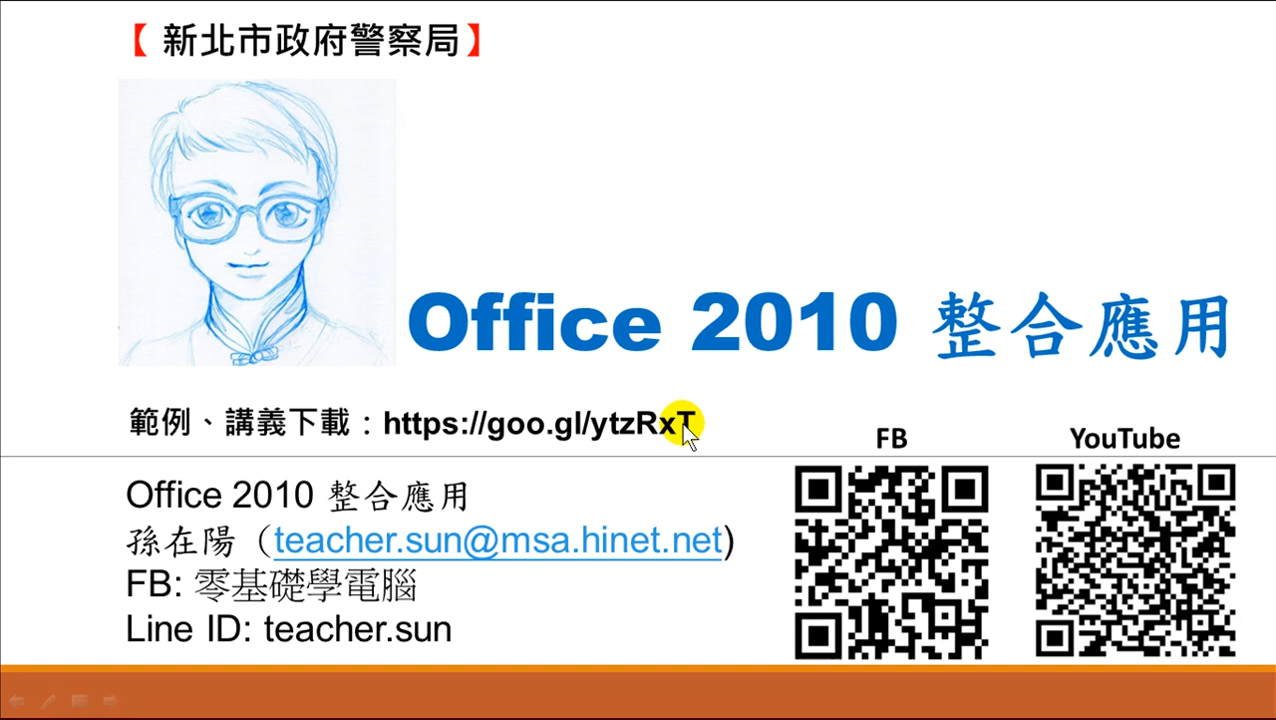 【 新北市政府警察局】
Office 2010 整合應用
範例、講義下載：https://goo.gl/ytzRxT
FB
YouTube
Office 2010 整合應用
孫在陽（teacher.sun@msa.hinet.net)
FB: 零基礎學電腦
Line ID: teacher.sun